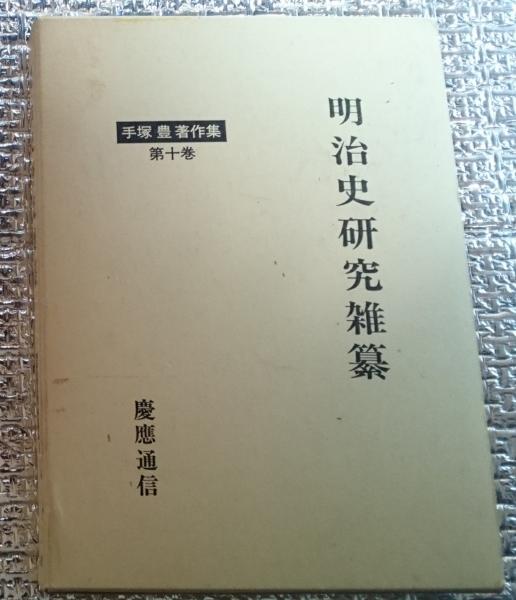 明治史研究雑纂
手塚 豊 著作集
第十巻
慶應通信